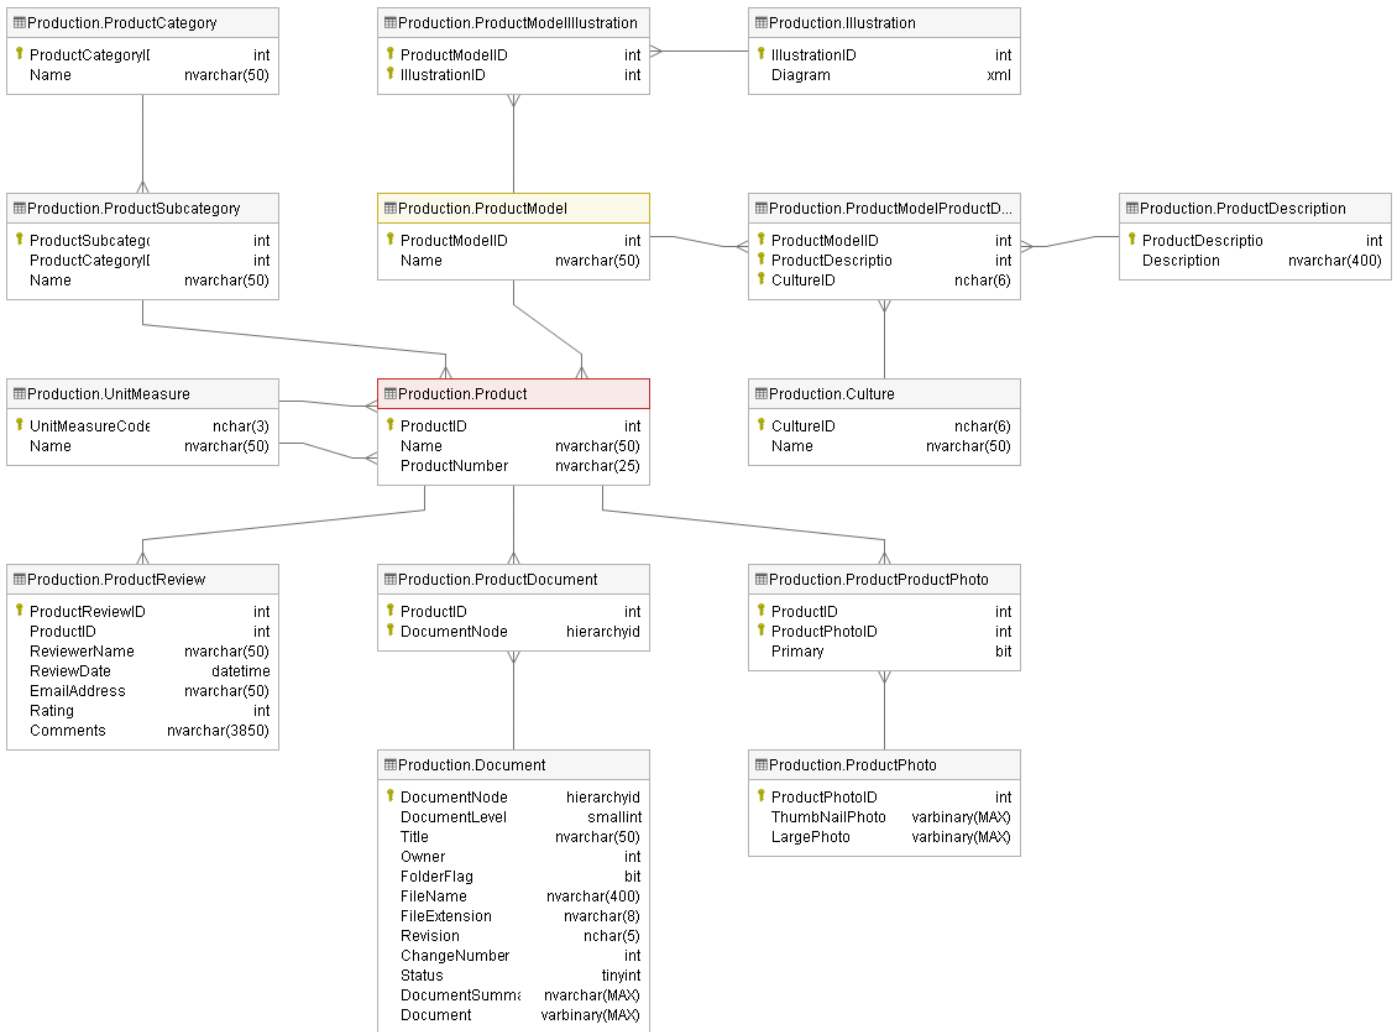 Production.ProductCategory
ProductCategoryID int
Name nvarchar(50)
Production.ProductModelIllustration
ProductModelID int
IllustrationID int
Production.Illustration
IllustrationID int
Diagram xml
Production.ProductSubcategory
ProductSubcatego int
ProductCategoryID int
Name nvarchar(50)
Production.ProductModel
ProductModelID int
Name nvarchar(50)
Production.ProductModelProductD...
ProductModelID int
ProductDescriptio int
CultureID nchar(6)
Production.ProductDescription
ProductDescriptio int
Description nvarchar(400)
Production.UnitMeasure
UnitMeasureCode nchar(3)
Name nvarchar(50)
Production.Product
ProductID int
Name nvarchar(50)
ProductNumber nvarchar(25)
Production.Culture
CultureID nchar(6)
Name nvarchar(50)
Production.ProductReview
ProductReviewID int
ProductID int
ReviewerName nvarchar(50)
ReviewDate datetime
EmailAddress nvarchar(50)
Rating int
Comments nvarchar(3850)
Production.ProductDocument
ProductID int
DocumentNode hierarchyid
Production.ProductProductPhoto
ProductID int
ProductPhotoID int
Primary bit
Production.Document
DocumentNode hierarchyid
DocumentLevel smallint
Title nvarchar(50)
Owner int
FolderFlag bit
FileName nvarchar(400)
FileExtension nvarchar(8)
Revision nchar(5)
ChangeNumber int
Status tinyint
DocumentSumma nvarchar(MAX)
Document varbinary(MAX)
Production.ProductPhoto
ProductPhotoID int
ThumbNailPhoto varbinary(MAX)
LargePhoto varbinary(MAX)